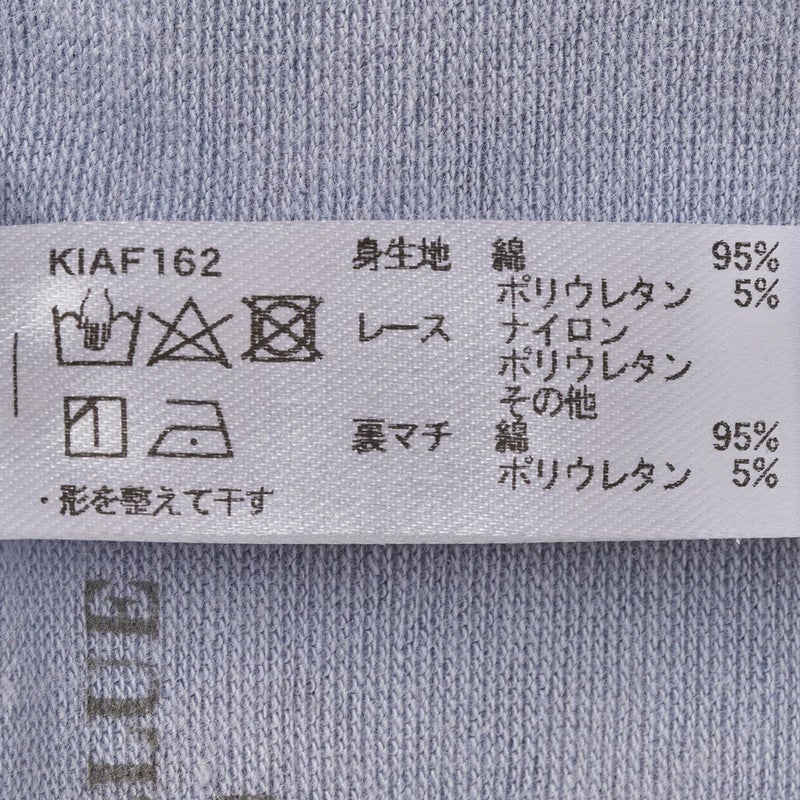 KIAF162
身生地 綿 95%
ポリウレタン 5%
レース ナイロン
ポリウレタン
その他
裏マチ 綿 95%
ポリウレタン 5%
・形を整えて干す